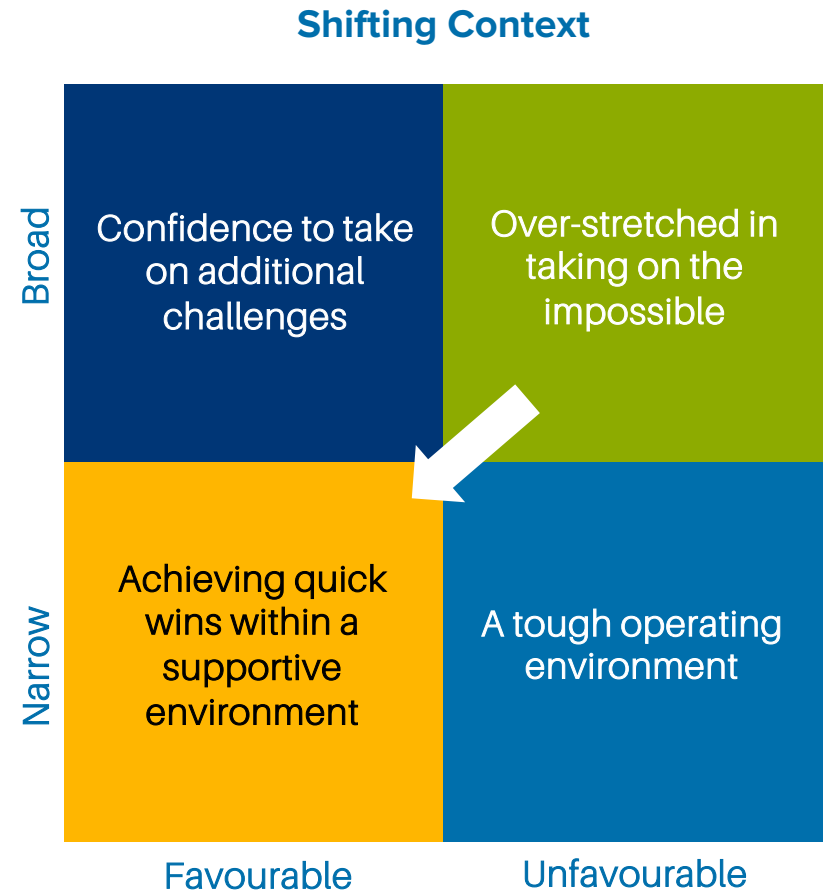 Shifting Context
Broad
Confidence to take
on additional
challenges
Over-stretched in
taking on the
impossible
Narrow
Achieving quick
wins within a
supportive
environment
A tough operating
environment
Favourable
Unfavourable